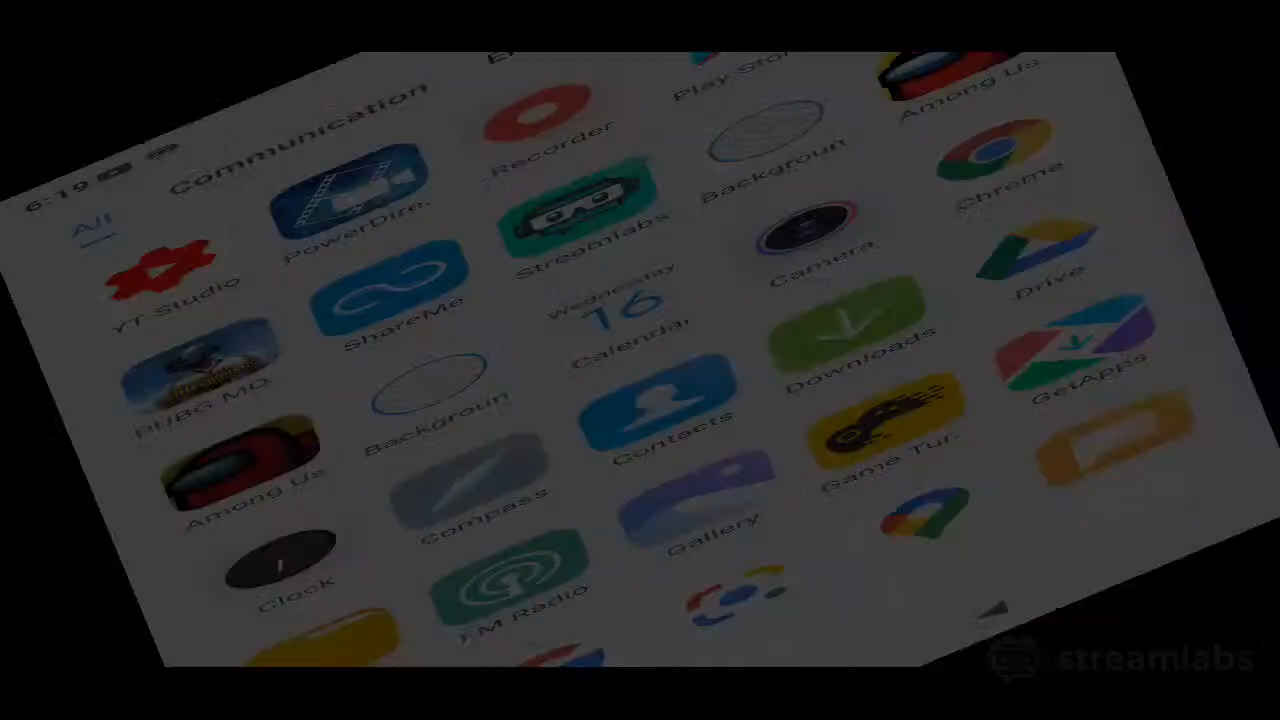 6:19
All
Communication
YT Studio
PowerDire.
Recorder
Play Stor
Among Us
PUBG MO
ShareMe
Streamlabs
Backgroun
Chrome
Among Us
Backgroun
Wednesday
16
Calendar
Camera
Drive
Clock
Compass
Contacts
Downloads
GetApps
FM Radio
Gallery
Game Tur.
streamlabs